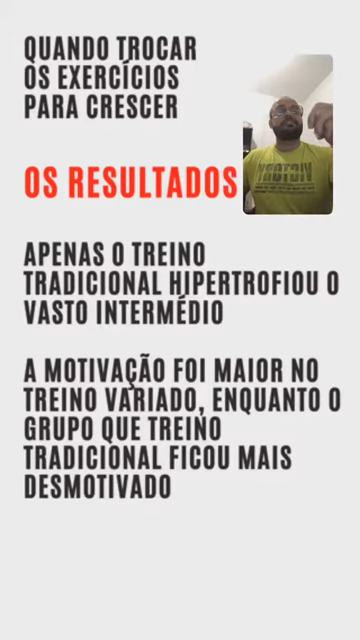 QUANDO TROCAR
OS EXERCÍCIOS
PARA CRESCER
OS RESULTADOS
APENAS O TREINO
TRADICIONAL HIPERTROFIOU O
VASTO INTERMÉDIO
A MOTIVAÇÃO FOI MAIOR NO
TREINO VARIADO, ENQUANTO O
GRUPO QUE TREINO
TRADICIONAL FICOU MAIS
DESMOTIVADO